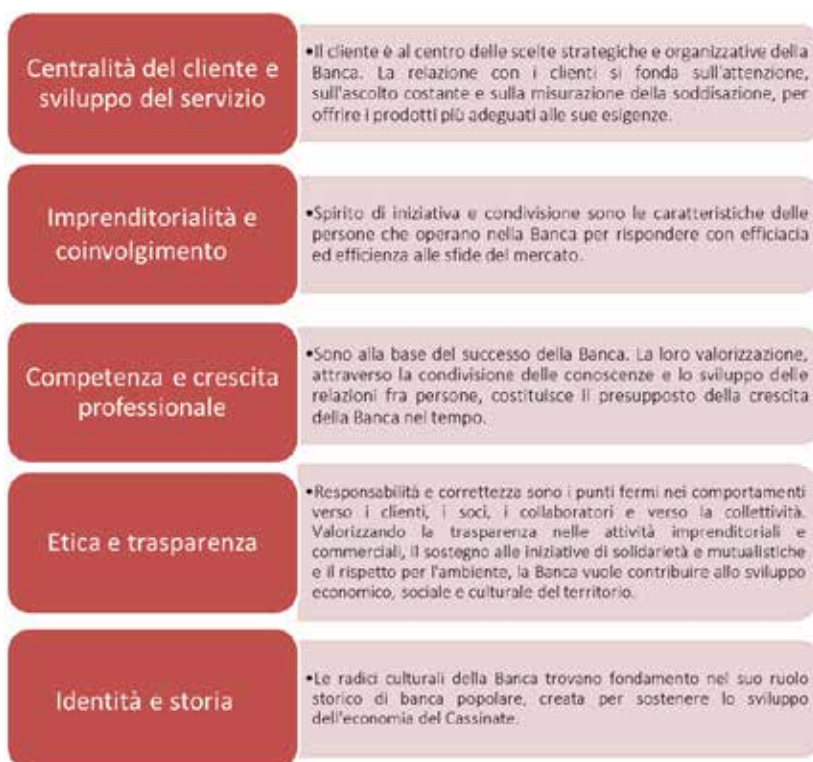 Centralità del cliente e
sviluppo del servizio
•Il cliente è al centro delle scelte strategiche e organizzative della
Banca. La relazione con i clienti si fonda sull'attenzione,
sull'ascolto costante e sulla misurazione della soddisazione, per
offrire i prodotti più adeguati alle sue esigenze.
Imprenditorialità e
coinvolgimento
•Spirito di iniziativa e condivisione sono le caratteristiche delle
persone che operano nella Banca per rispondere con efficiacia
ed efficienza alle sfide del mercato.
Competenza e crescita
professionale
•Sono alla base del successo della Banca. La loro valorizzazione,
attraverso la condivisione delle conoscenze e lo sviluppo delle
relazioni fra persone, costituisce il presupposto della crescita
della Banca nel tempo.
Etica e trasparenza
•Responsabilità e correttezza sono i punti fermi nei comportamenti
verso i clienti, i soci, i collaboratori e verso la collettività.
Valorizzando la trasparenza nelle attività imprenditoriali e
commerciali, il sostegno alle iniziative di solidarietà e mutualistiche
e il rispetto per l'ambiente, la Banca vuole contribuire allo sviluppo
economico, sociale e culturale del territorio.
Identità e storia
•Le radici culturali della Banca trovano fondamento nel suo ruolo
storico di banca popolare, creata per sostenere lo sviluppo
dell'economia del Cassinate.